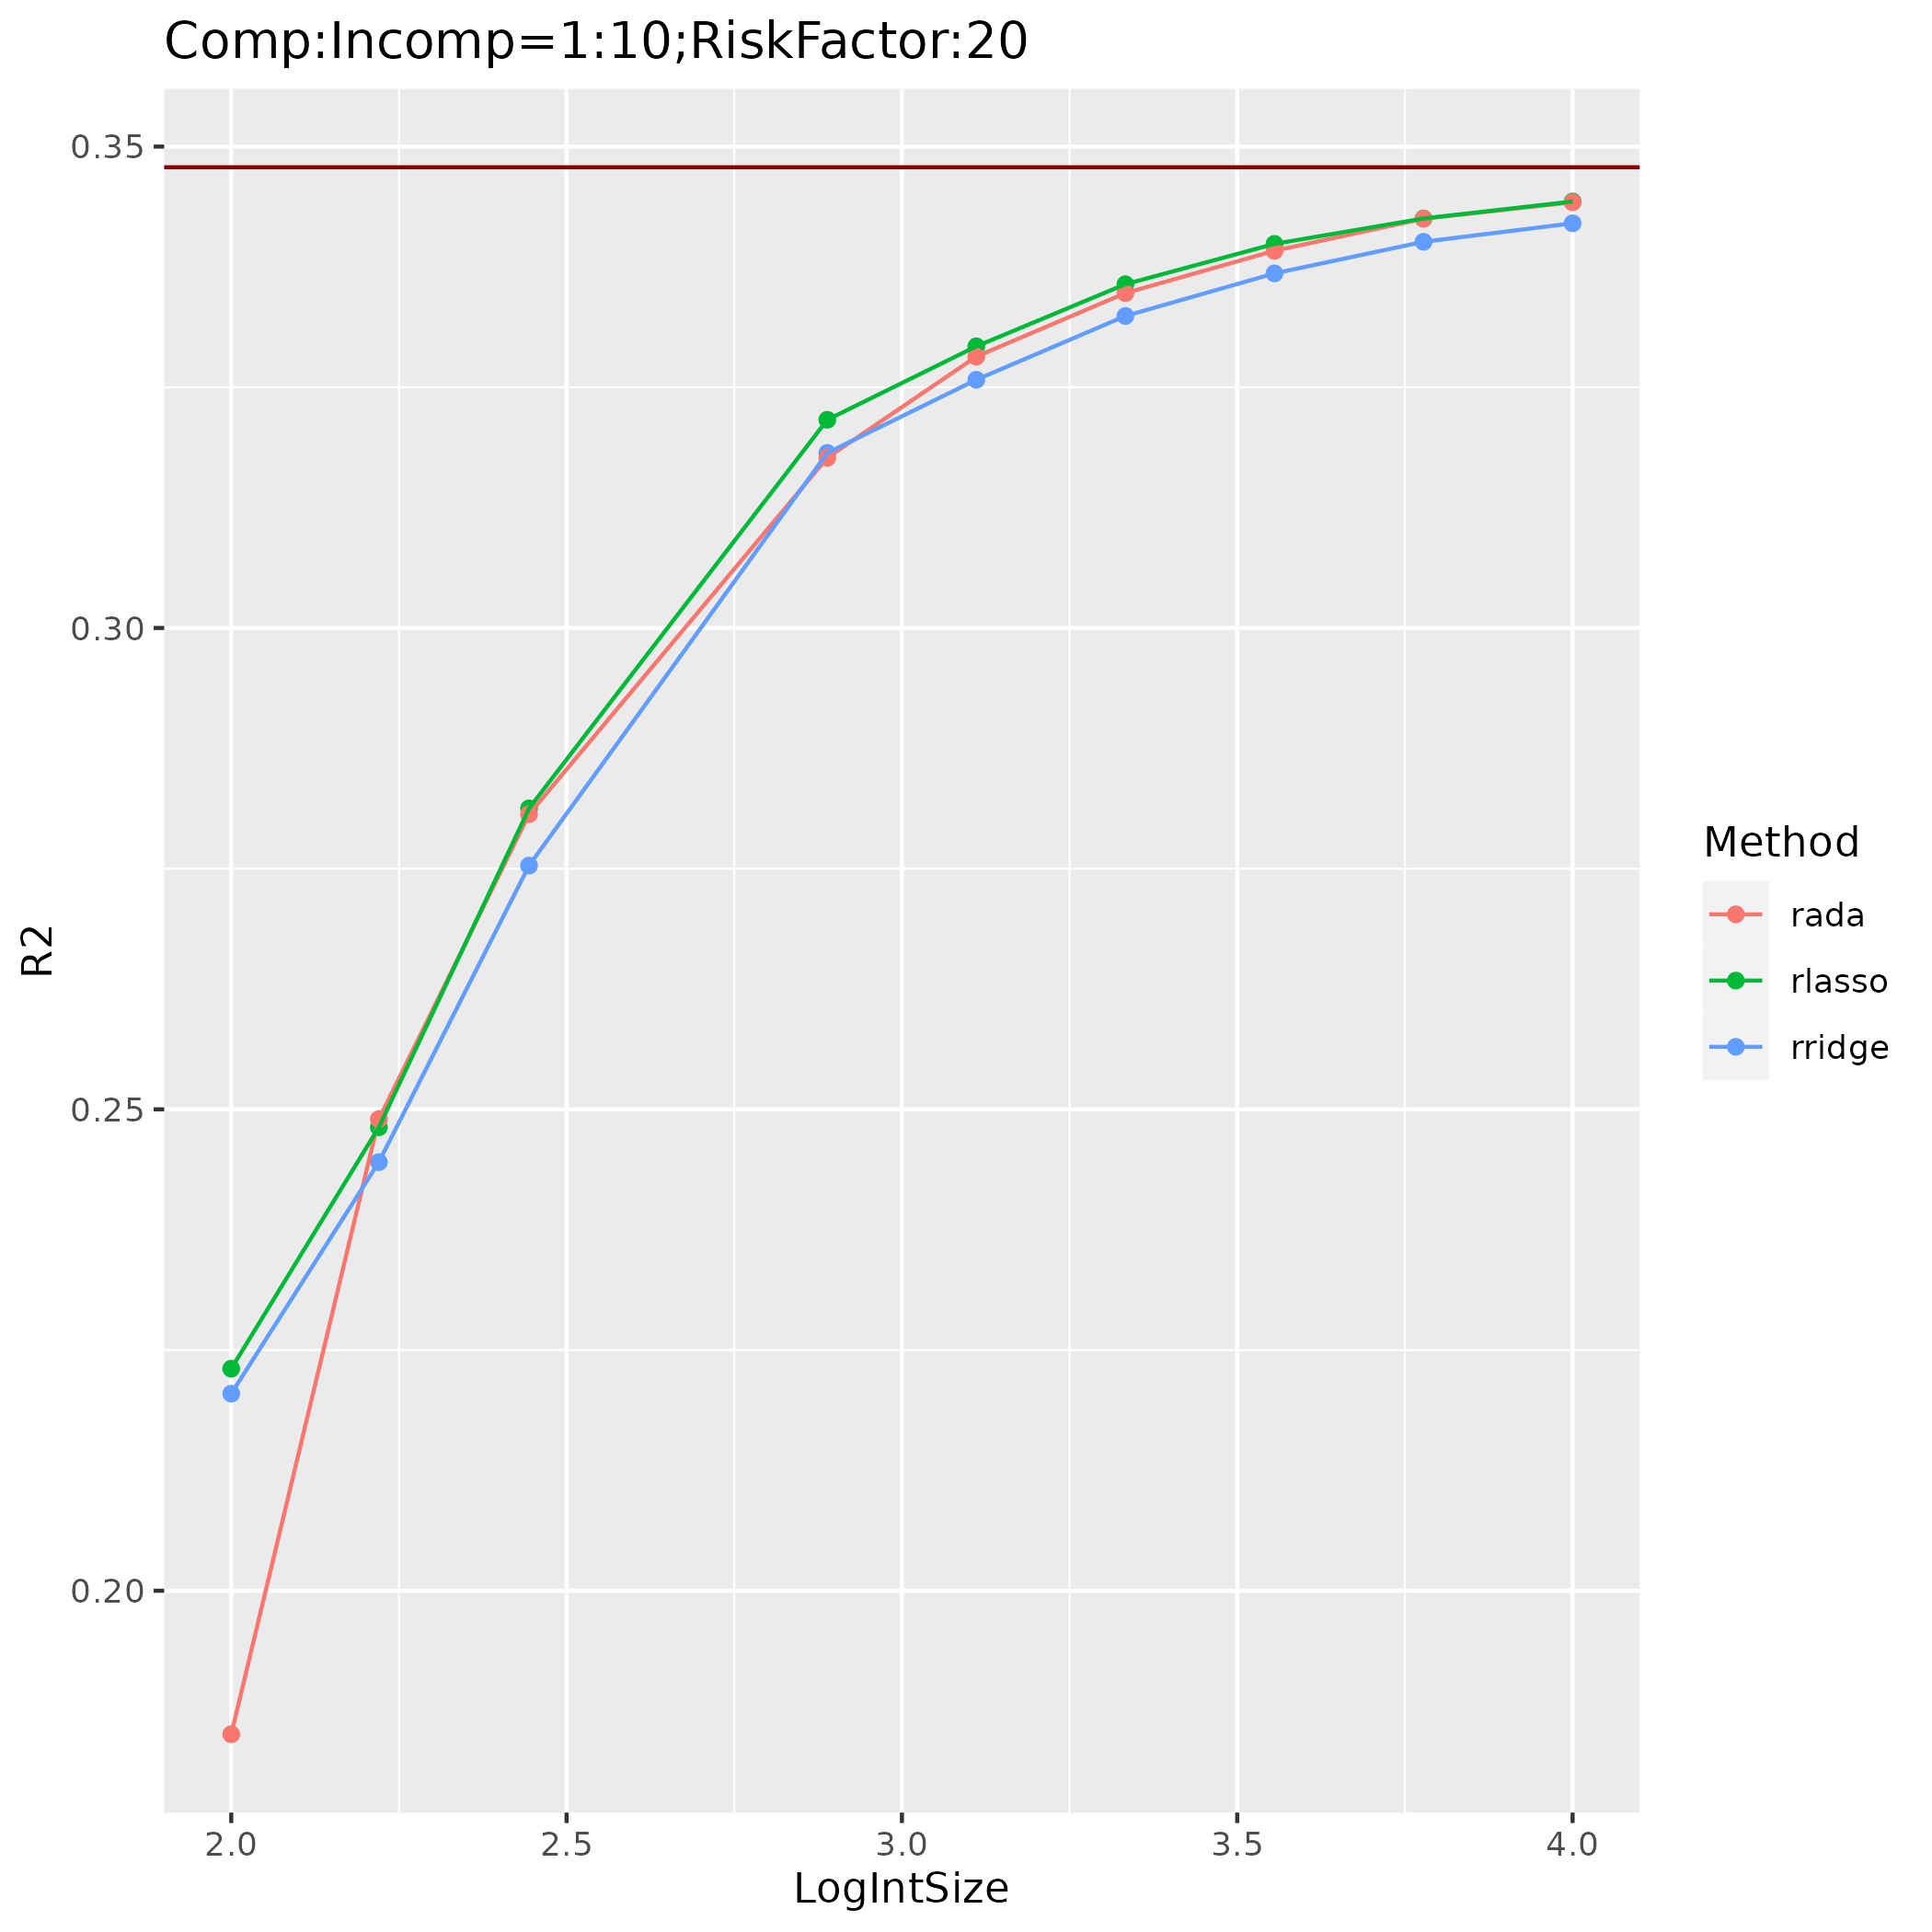 Comp:Incomp=1:10;RiskFactor:20
0.35
0.30
0.25
0.20
R2
2.0 2.5 3.0 3.5 4.0
LogIntSize
Method
rada
rlasso
rridge